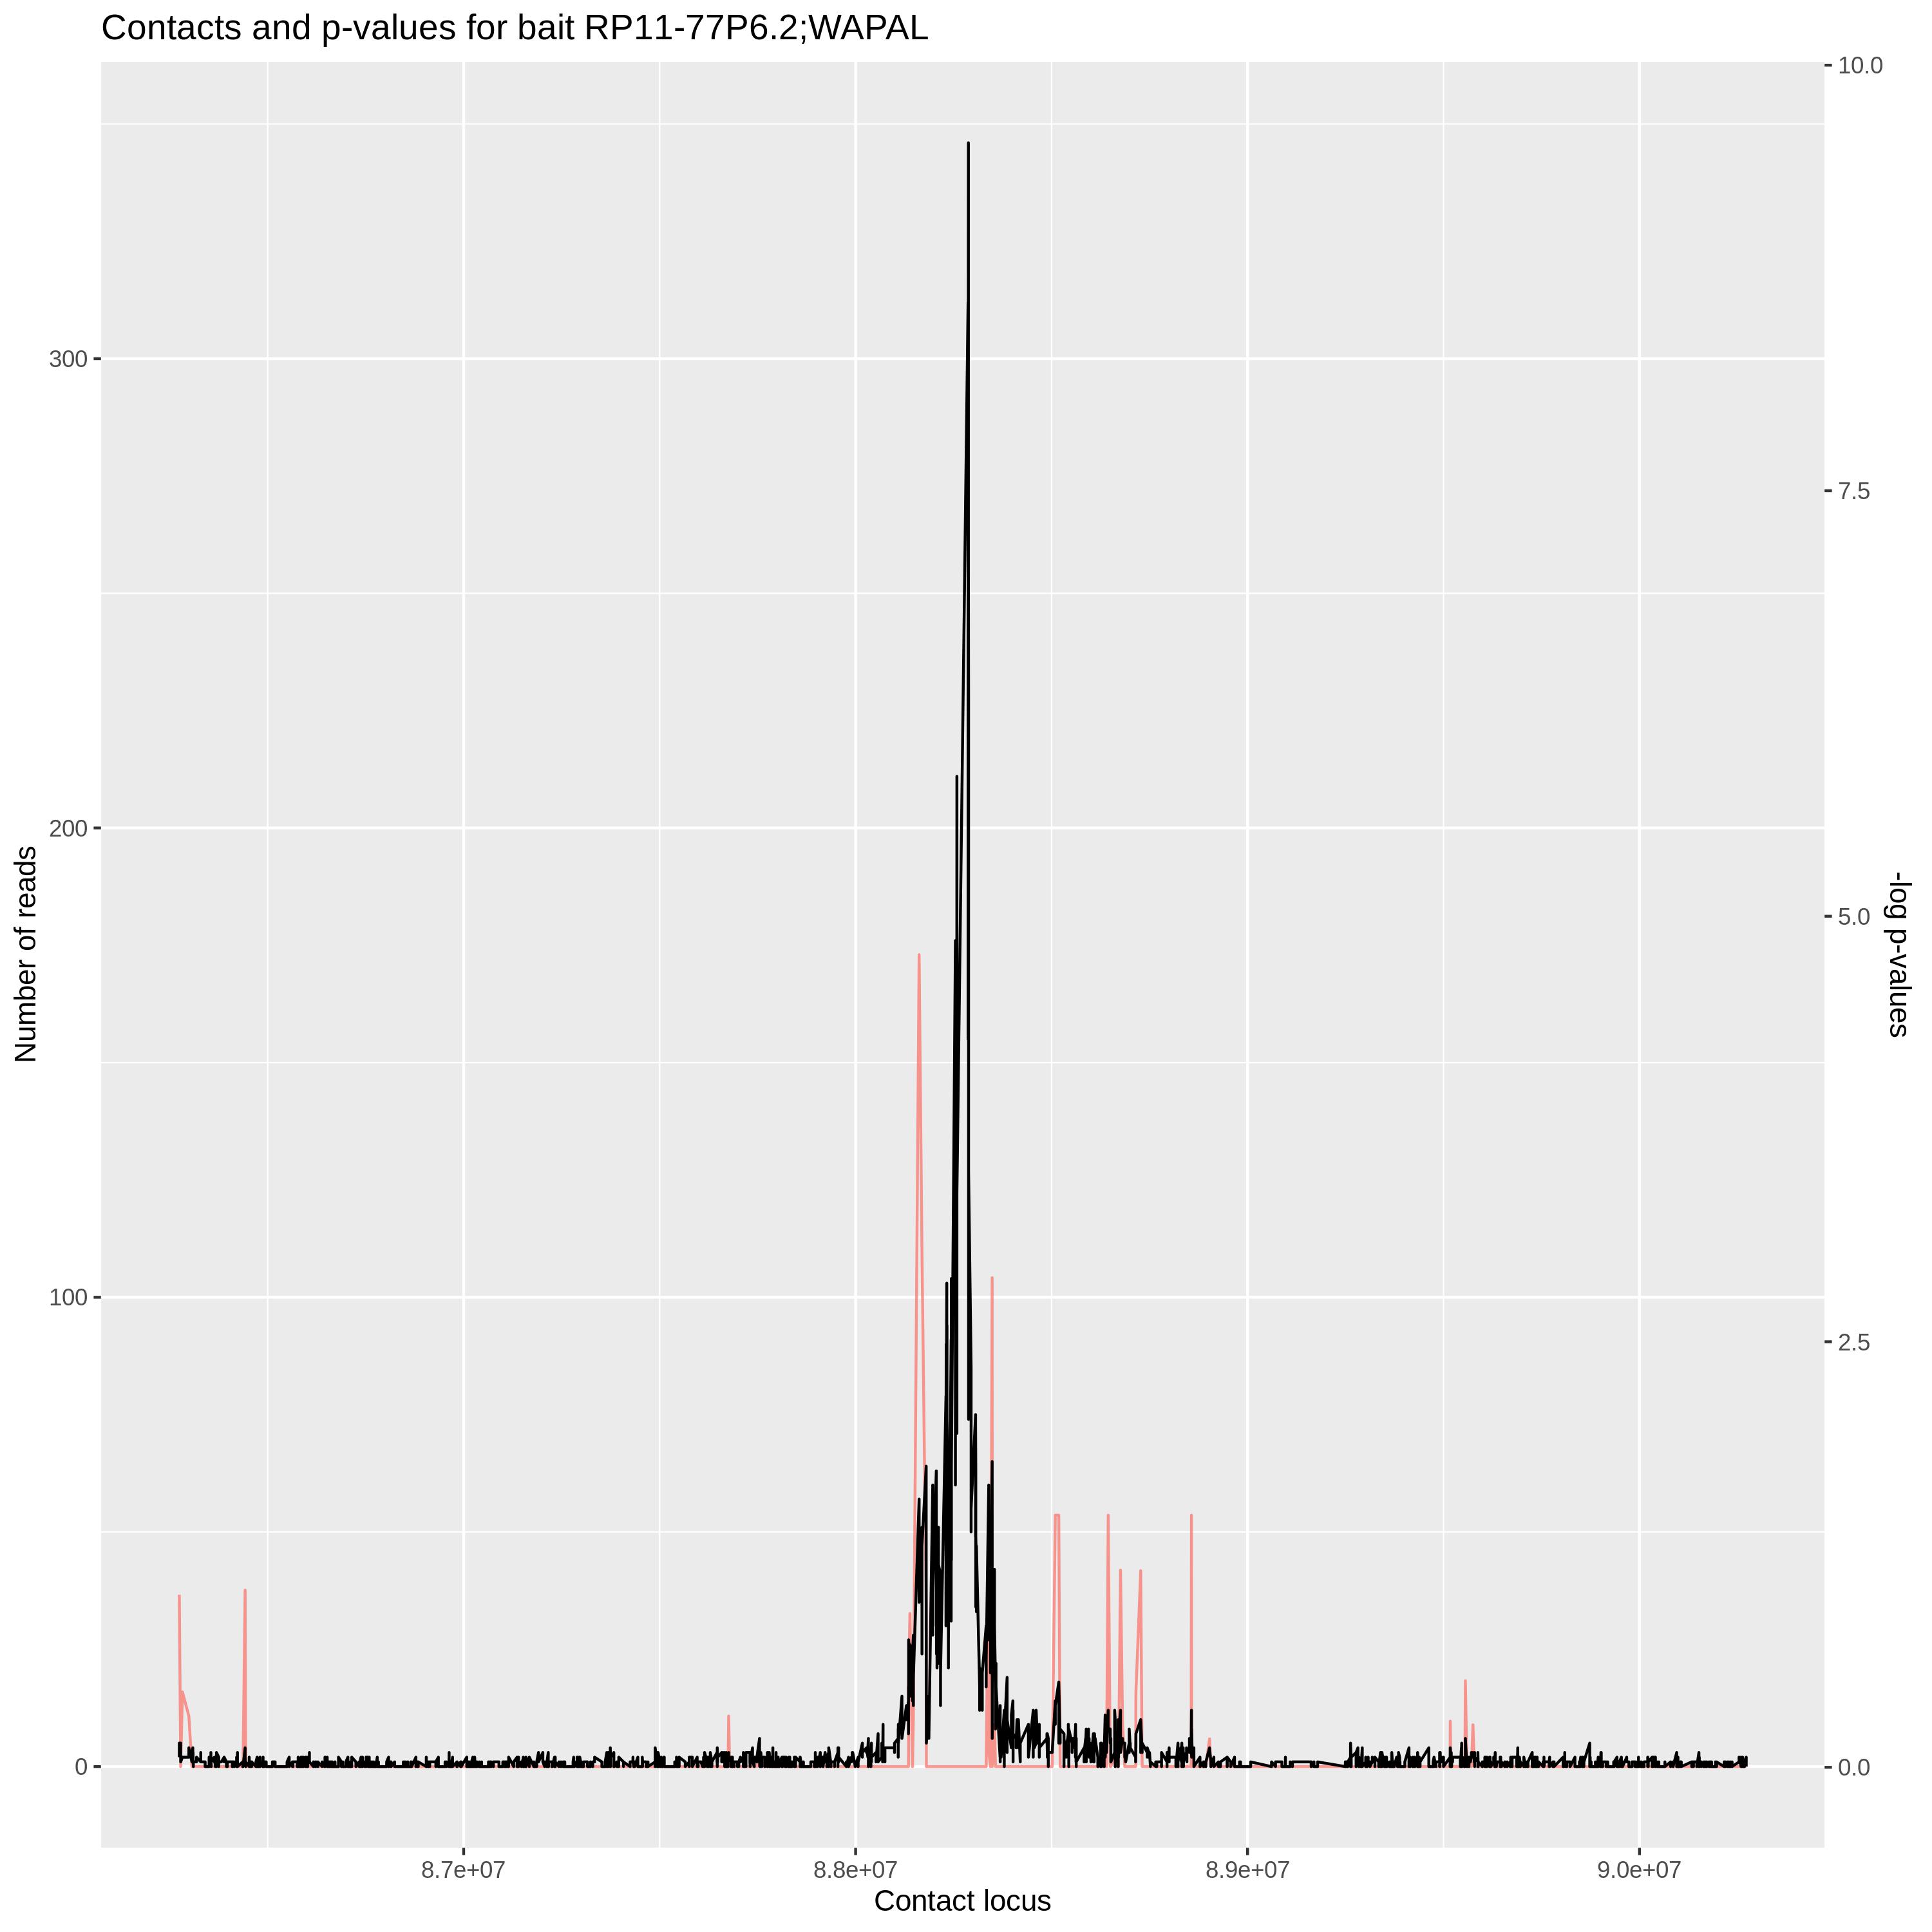 Contacts and p-values for bait RP11-77P6.2;WAPAL
Number of reads
300
200
100
0
10.0
7.5
5.0
2.5
0.0
-log p-values
8.7e+07
8.8e+07
8.9e+07
9.0e+07
Contact locus